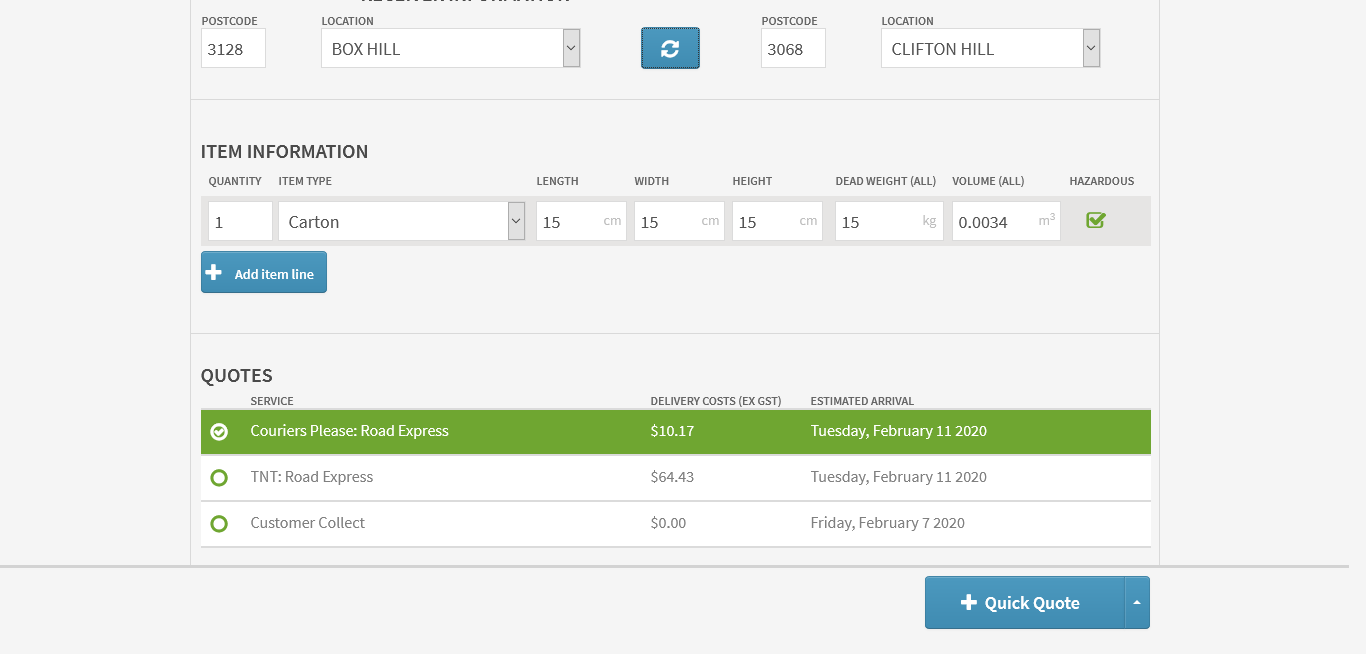 POSTCODE LOCATION POSTCODE LOCATION
3128 BOX HILL 3068 CLIFTON HILL
ITEM INFORMATION
QUANTITY ITEM TYPE LENGTH WIDTH HEIGHT DEAD WEIGHT (ALL) VOLUME (ALL) HAZARDOUS
1 Carton 15 cm 15 cm 15 cm 15 kg 0.0034 m³
Add item line
QUOTES
SERVICE DELIVERY COSTS (EX GST) ESTIMATED ARRIVAL
Couriers Please: Road Express $10.17 Tuesday, February 11 2020
TNT: Road Express $64.43 Tuesday, February 11 2020
Customer Collect $0.00 Friday, February 7 2020
Quick Quote